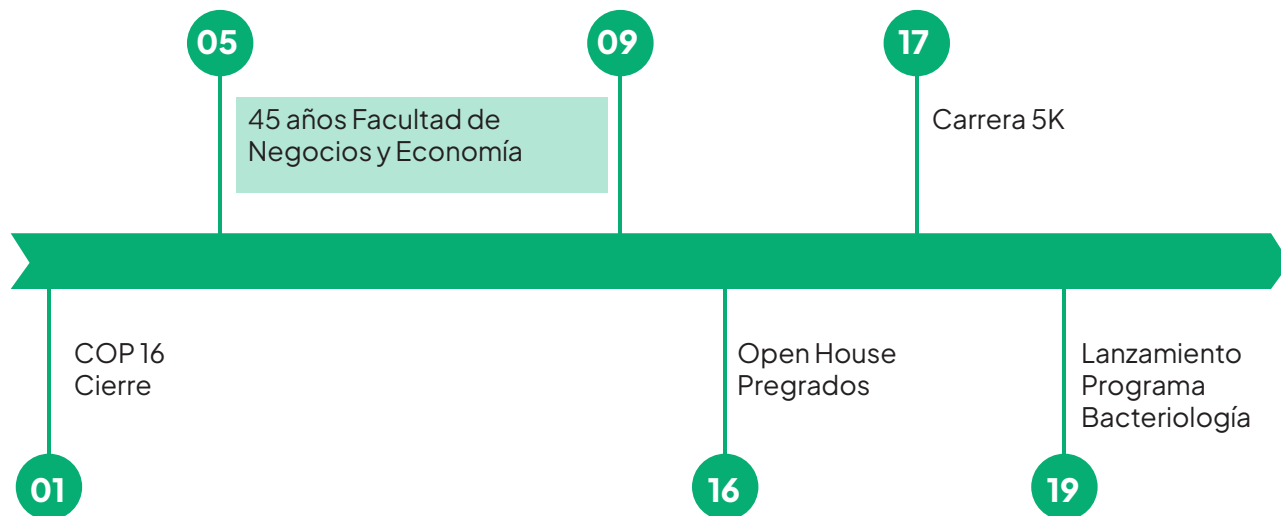 05
09
17
45 años Facultad de
Negocios y Economía
Carrera 5K
COP 16
Cierre
Open House
Pregrados
Lanzamiento
Programa
Bacteriología
01
16
19